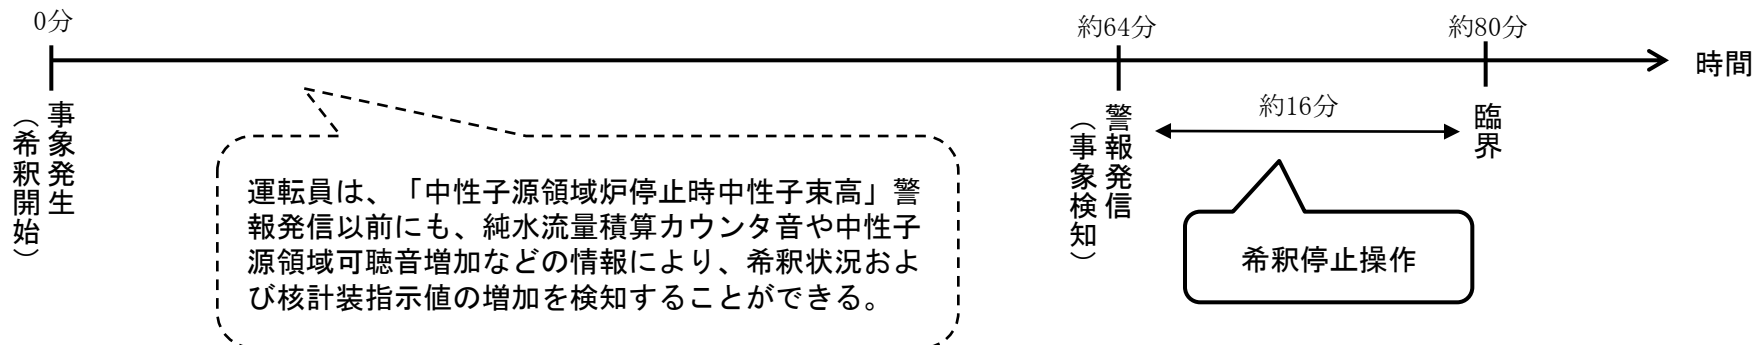 0分
約64分
約80分
時間
事象発生
（希釈開始）
警報発信
（事象検知）
約16分
臨界
運転員は、「中性子源領域炉停止時中性子束高」警
報発信以前にも、純水流量積算カウンタ音や中性子
源領域可聴音増加などの情報により、希釈状況およ
び核計装指示値の増加を検知することができる。
希釈停止操作